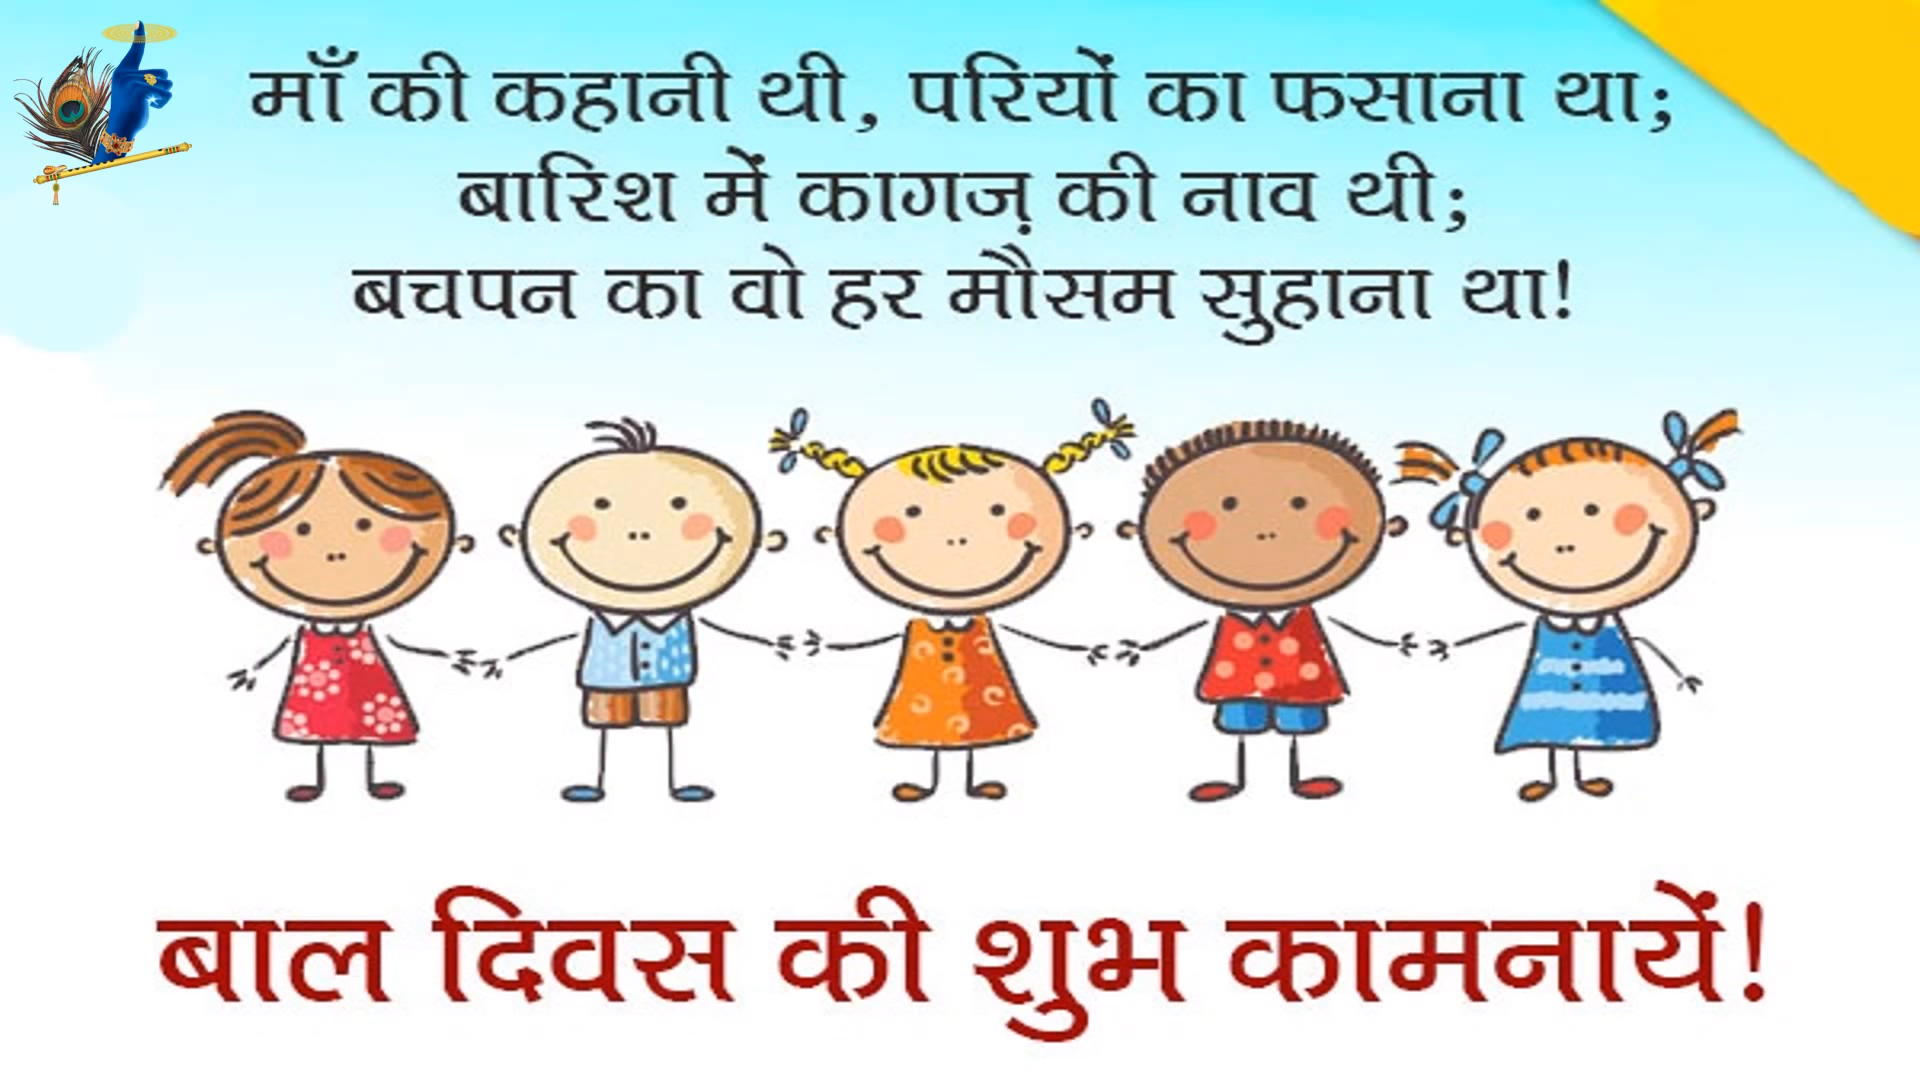 माँ की कहानी थी, परियों का फसाना था;
बारिश में कागज़ की नाव थी;
बचपन का वो हर मौसम सुहाना था!
बाल दिवस की शुभ कामनायें!